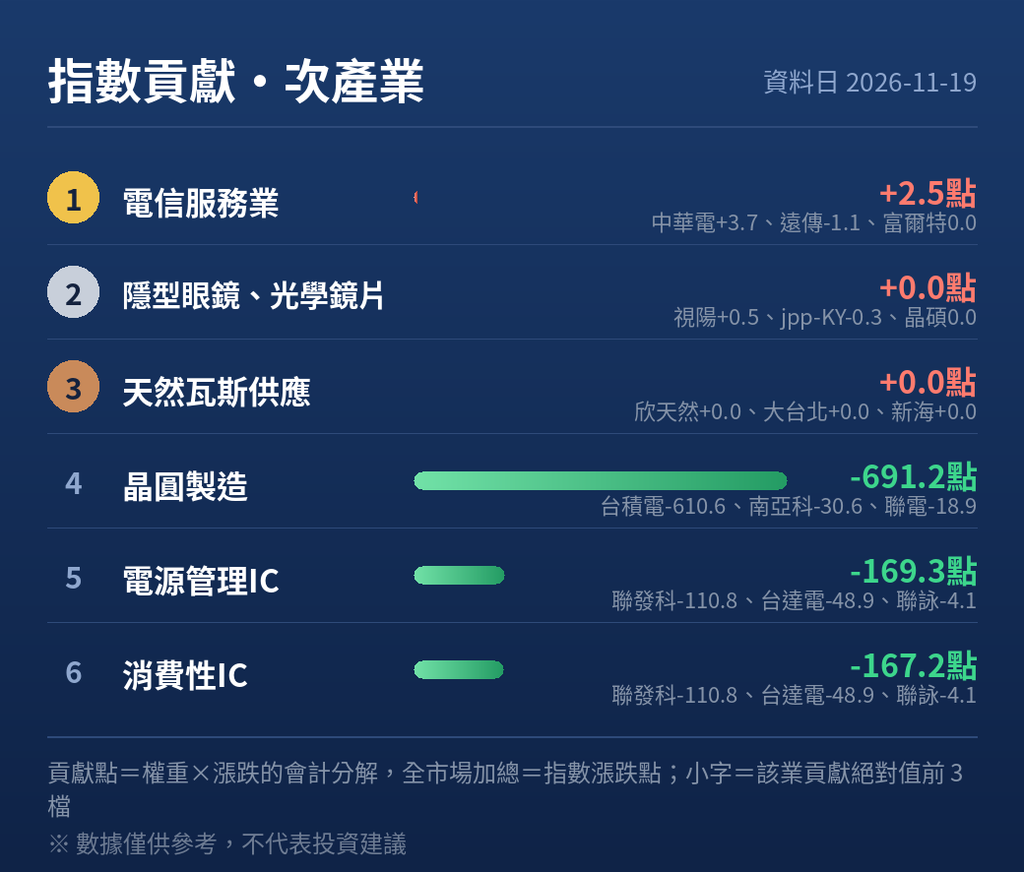 指數貢獻・次產業
資料日 2026-11-19
1
電信服務業
+2.5點
中華電+3.7、遠傳-1.1、富爾特0.0
2
隱型眼鏡、光學鏡片
+0.0點
視陽+0.5、jpp-KY-0.3、晶碩0.0
3
天然瓦斯供應
+0.0點
欣天然+0.0、大台北+0.0、新海+0.0
4
晶圓製造
-691.2點
台積電-610.6、南亞科-30.6、聯電-18.9
5
電源管理IC
-169.3點
聯發科-110.8、台達電-48.9、聯詠-4.1
6
消費性IC
-167.2點
聯發科-110.8、台達電-48.9、聯詠-4.1
貢獻點＝權重×漲跌的會計分解，全市場加總＝指數漲跌點；小字＝該業貢獻絕對值前 3
檔
※ 數據僅供參考，不代表投資建議